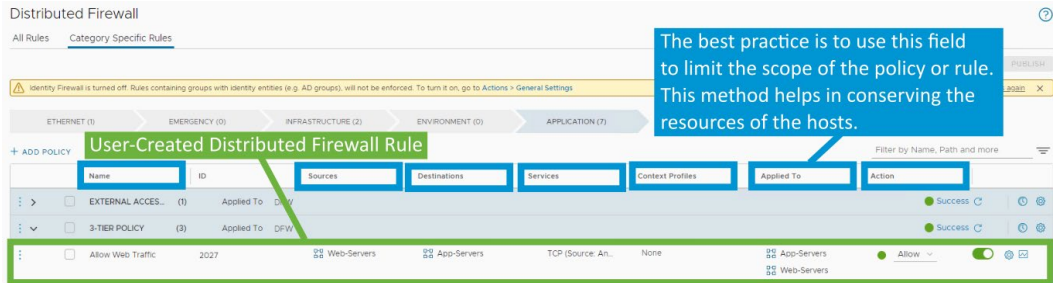 Distributed Firewall
All Rules Category Specific Rules
The best practice is to use this field
to limit the scope of the policy or rule.
This method helps in conserving the
resources of the hosts.
PUBLISH
Identity Firewall is turned off. Rules containing groups with identity entities (e.g. AD groups), will not be enforced. To turn it on, go to Actions > General Settings
again X
ETHERNET (1) EMERGENCY (0) INFRASTRUCTURE (2) ENVIRONMENT (0) APPLICATION (7)
+ ADD POLICY
User-Created Distributed Firewall Rule
Filter by Name, Path and more
Name ID Sources Destinations Services Context Profiles Applied To Action
EXTERNAL ACCES... (1) Applied To Success
3-TIER POLICY (3) Applied To DFW Success
Allow Web Traffic 2027 Web-Servers App-Servers TCP (Source: An... None App-Servers Allow
Web-Servers